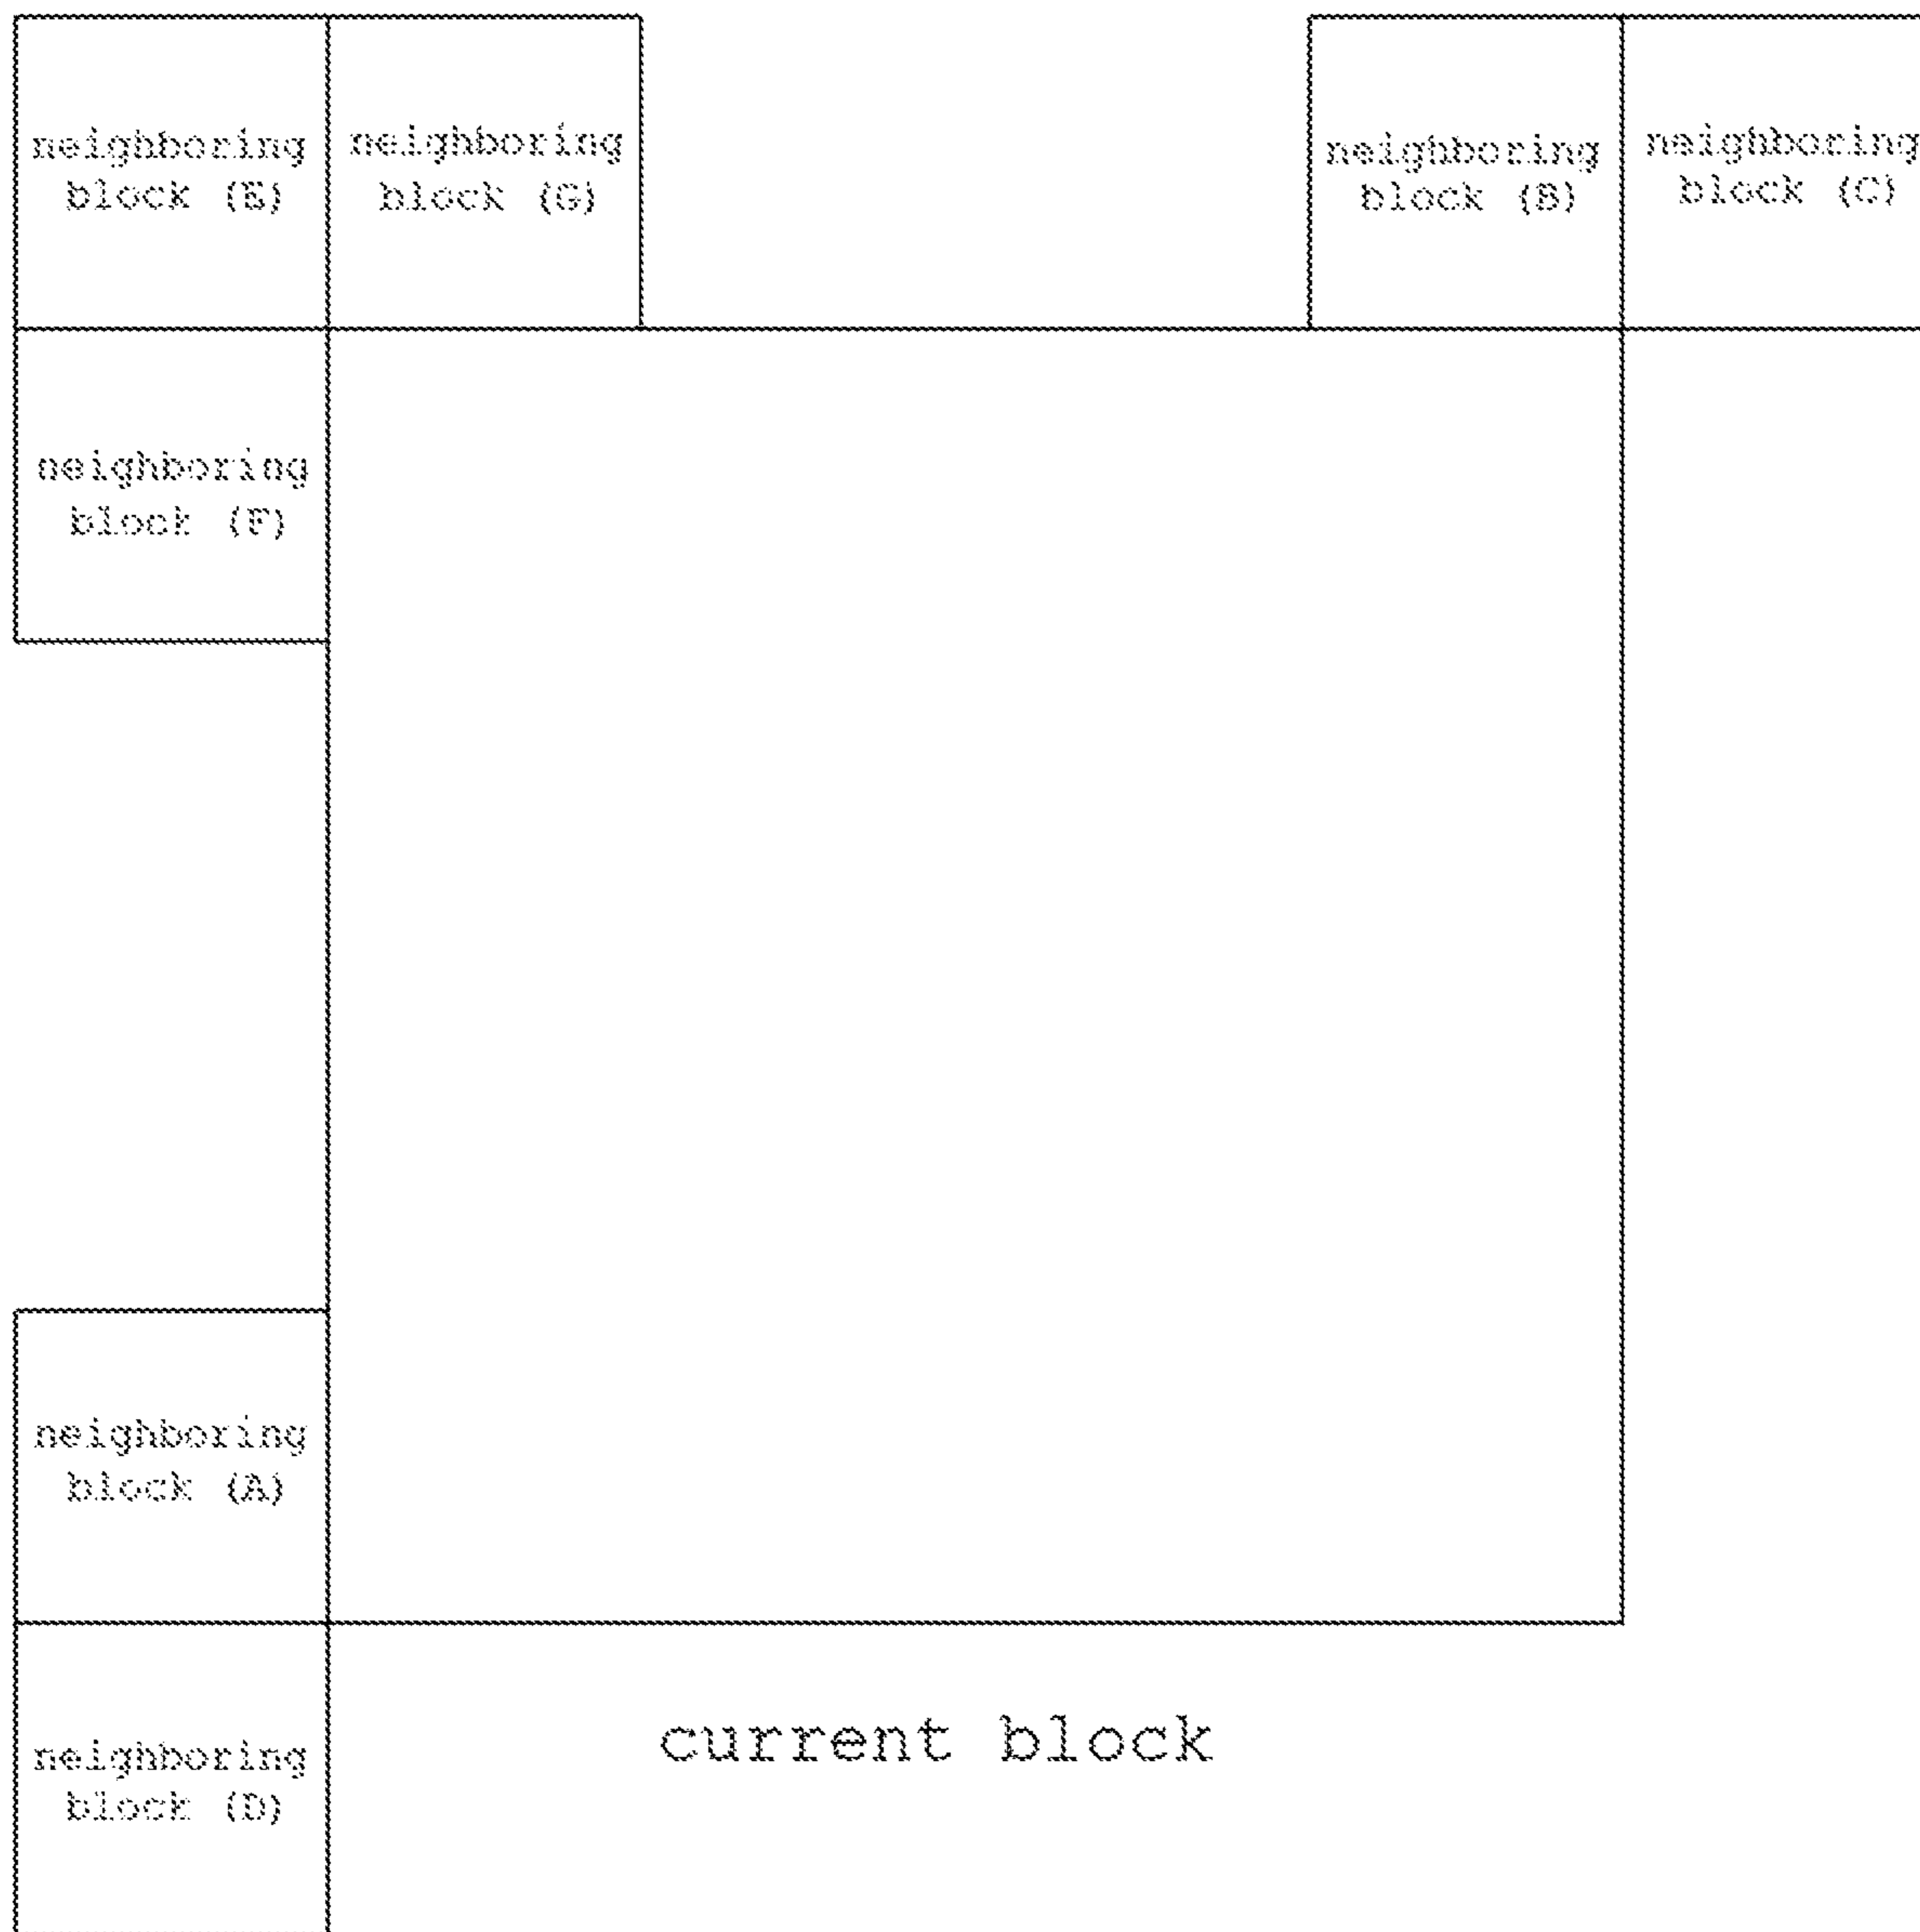 neighboring
block (E)
neighboring
block (G)
neighboring
block (B)
neighboring
block (C)
neighboring
block (F)
neighboring
block (A)
neighboring
block (D)
current block